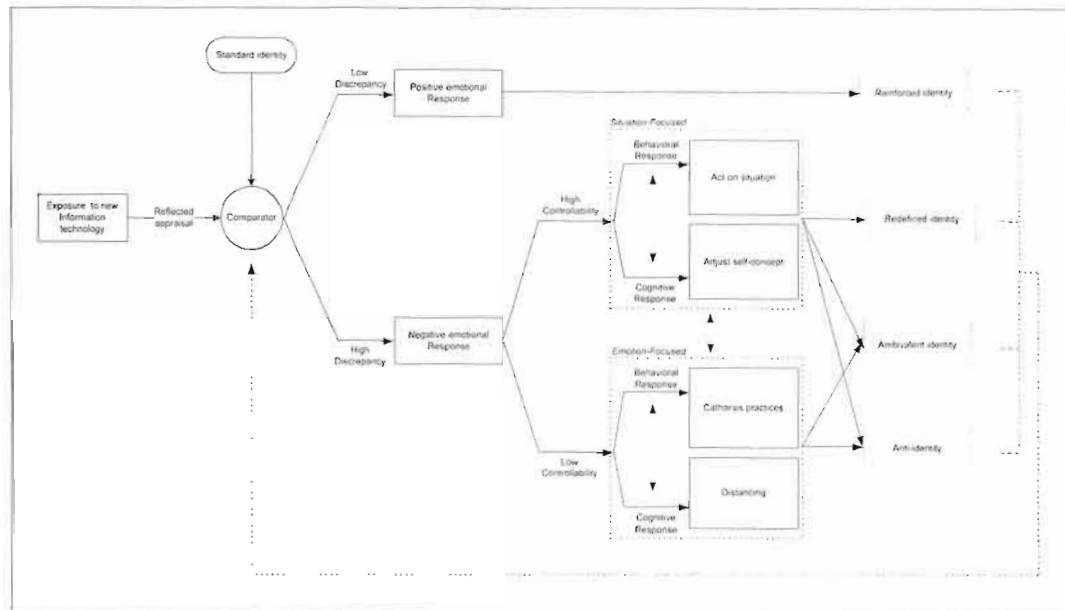 Standard identity
Low
Discrepancy
Positive emotional
Response
Reinforced identity
Situation-Focused
Behavioral
Response
Act on situation
Exposure to new
Information
technology
Reflected
appraisal
Comparator
High
Controllability
Redefined identity
Adjust self-concept
Cognitive
Response
High
Discrepancy
Negative emotional
Response
Ambivalent identity
Emotion-Focused
Behavioral
Response
Catharsis practices
Low
Controllability
Anti-identity
Distancing
Cognitive
Response